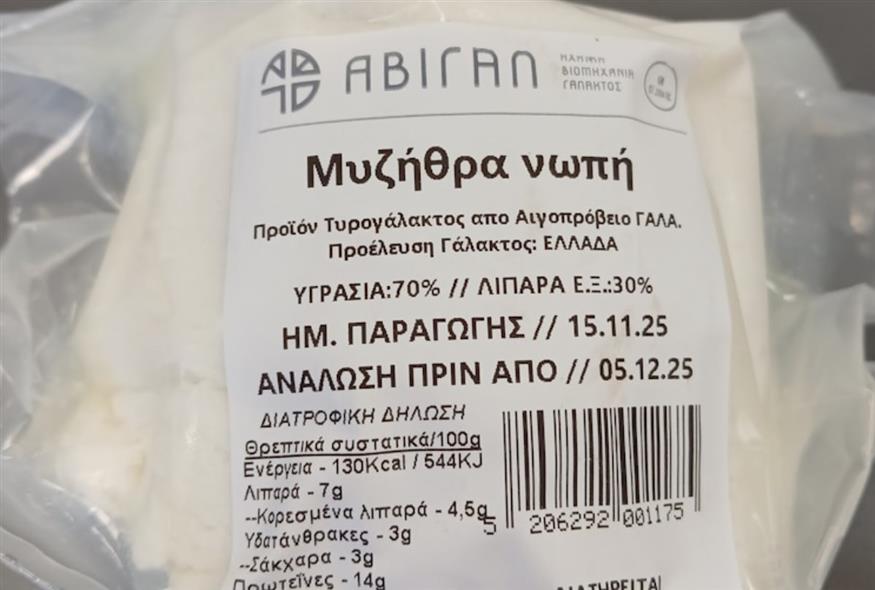 ΑΒΙΓΑΛ
ΒΙΟΜΗΧΑΝΙΑ
ΓΑΛΑΚΤΟΣ
Μυζήθρα νωπή
Προϊόν Τυρογάλακτος απο Αιγοπρόβειο ΓΑΛΑ.
Προέλευση Γάλακτος: ΕΛΛΑΔΑ
ΥΓΡΑΣΙΑ:70% // ΛΙΠΑΡΑ Ε.Ξ.:30%
ΗΜ. ΠΑΡΑΓΩΓΗΣ // 15.11.25
ΑΝΑΛΩΣΗ ΠΡΙΝ ΑΠΟ // 05.12.25
ΔΙΑΤΡΟΦΙΚΗ ΔΗΛΩΣΗ
Θρεπτικά συστατικά/100g
Ενέργεια - 130Kcal / 544KJ
Λιπαρά - 7g
--Κορεσμένα λιπαρά - 4,5g
Υδατάνθρακες - 3g
--Σάκχαρα - 3g
Πρωτεΐνες - 14g
5 206292 001175
ΔΙΑΤΗΡΕΙΤΑΙ